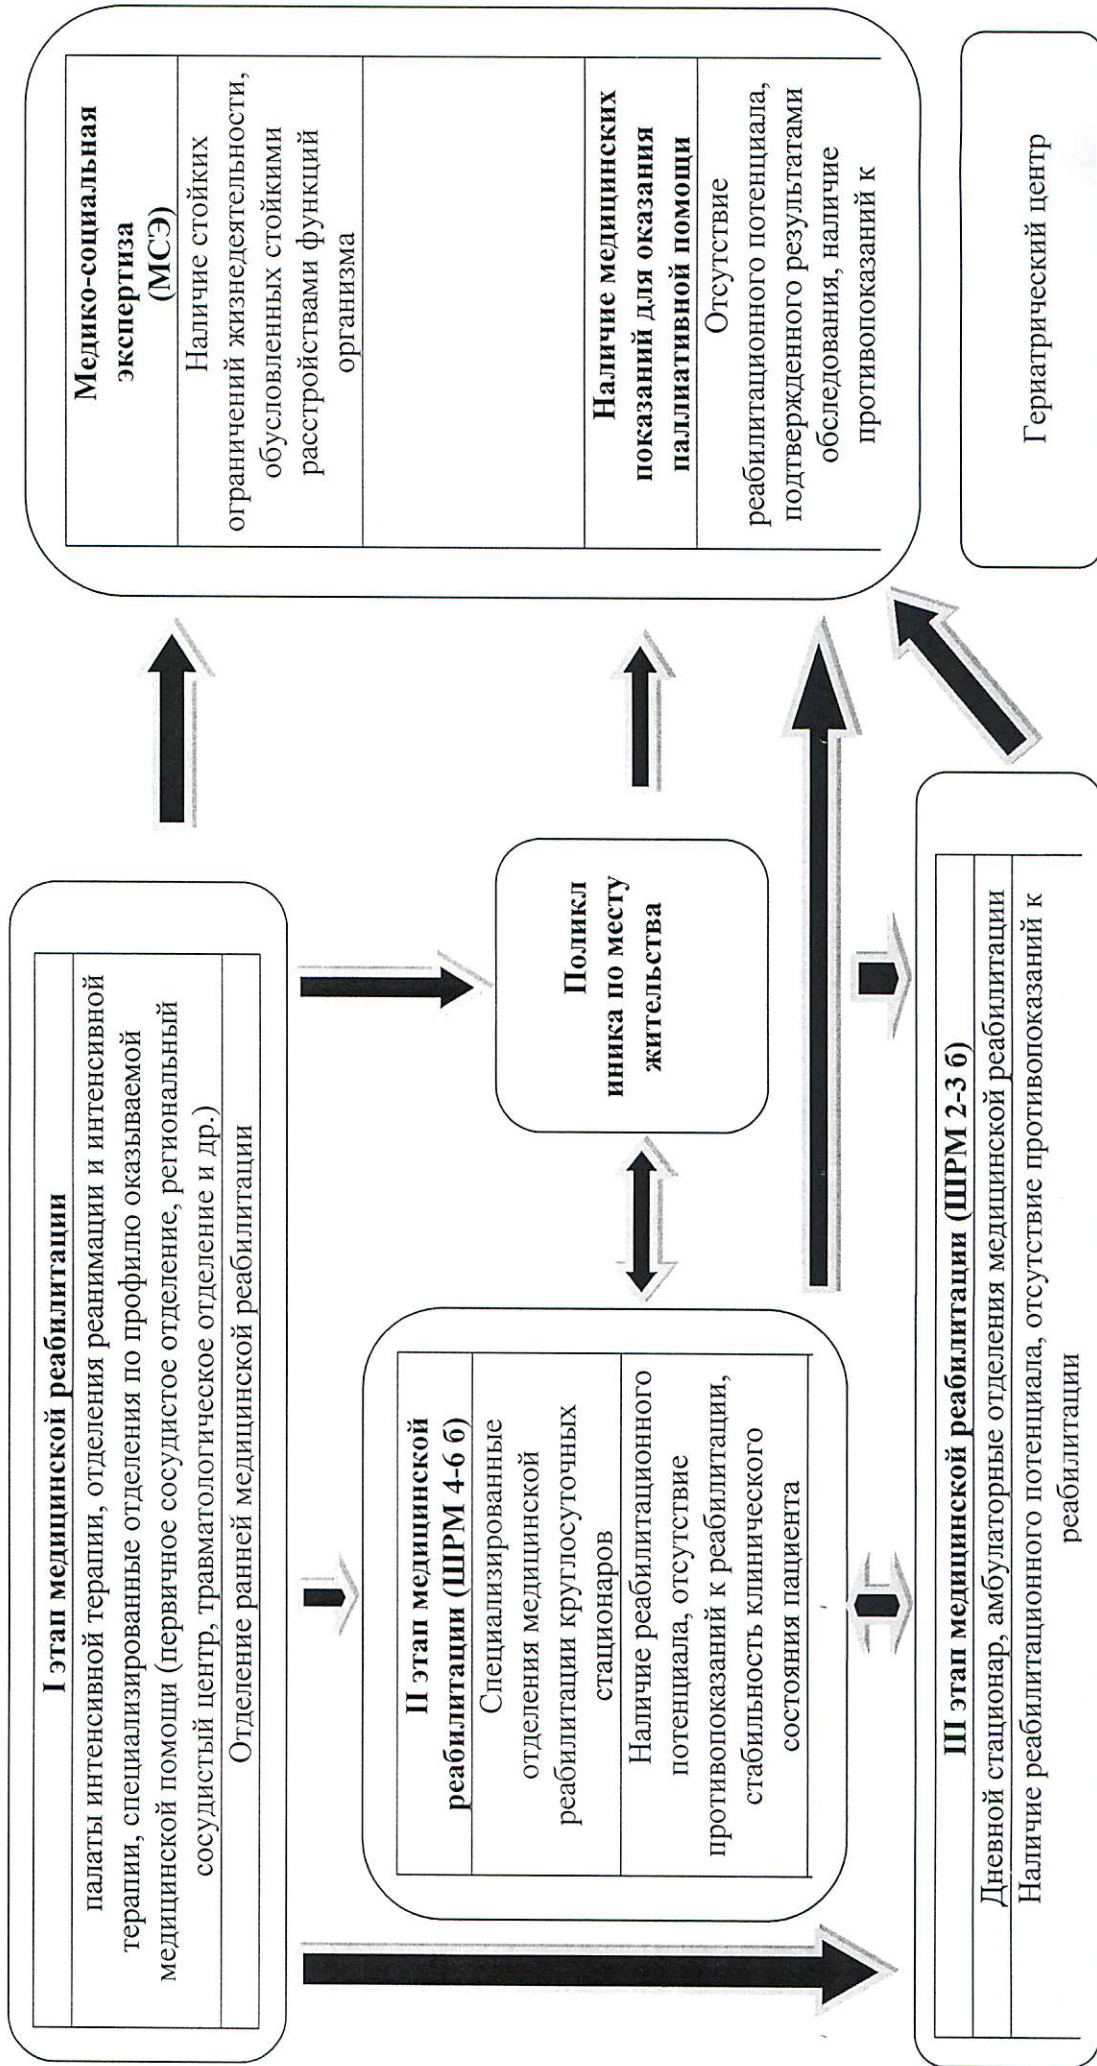 I этап медицинской реабилитации
палаты интенсивной терапии, отделения реанимации и интенсивной
терапии, специализированные отделения по профилю оказываемой
медицинской помощи (первичное сосудистое отделение, региональный
сосудистый центр, травматологическое отделение и др.)
Отделение ранней медицинской реабилитации
II этап медицинской
реабилитации (ШРМ 4-6 б)
Специализированные
отделения медицинской
реабилитации круглосуточных
стационаров
Наличие реабилитационного
потенциала, отсутствие
противопоказаний к реабилитации,
стабильность клинического
состояния пациента
Поликл
иника по месту
жительства
III этап медицинской реабилитации (ШРМ 2-3 б)
Дневной стационар, амбулаторные отделения медицинской реабилитации
Наличие реабилитационного потенциала, отсутствие противопоказаний к
реабилитации
Медико-социальная
экспертиза
(МСЭ)
Наличие стойких
ограничений жизнедеятельности,
обусловленных стойкими
расстройствами функций
организма
Наличие медицинских
показаний для оказания
паллиативной помощи
Отсутствие
реабилитационного потенциала,
подтвержденного результатами
обследования, наличие
противопоказаний к
Гериатрический центр